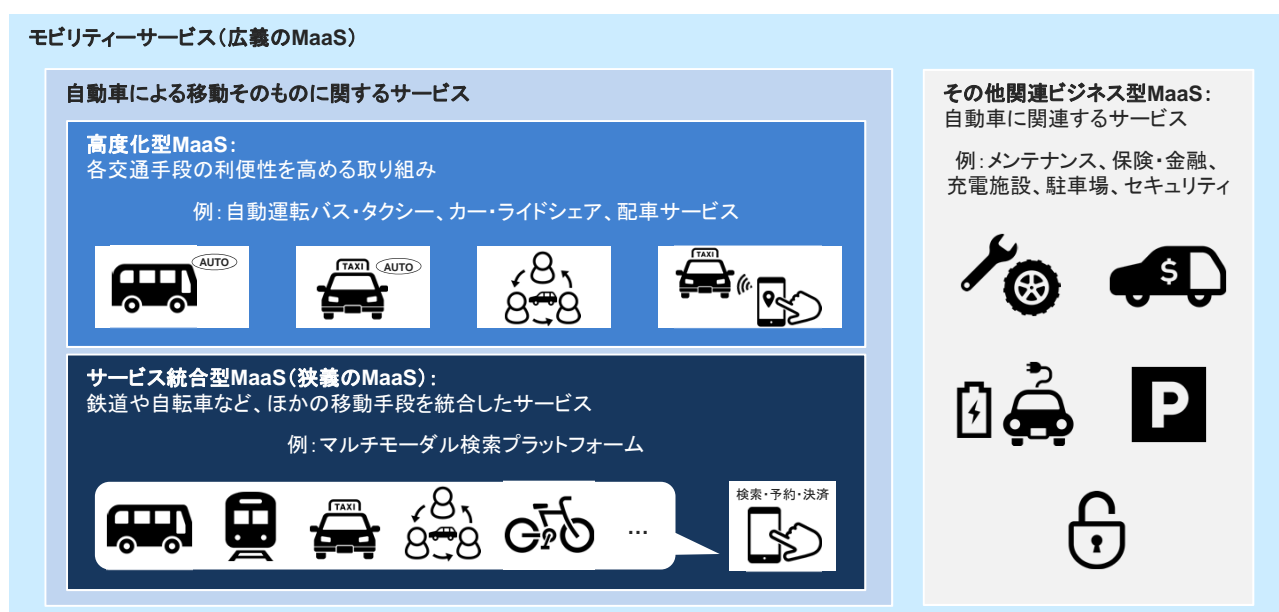 モビリティーサービス（広義のMaaS）
自動車による移動そのものに関するサービス
高度化型MaaS：
各交通手段の利便性を高める取り組み
例：自動運転バス・タクシー、カー・ライドシェア、配車サービス
AUTO
TAXI
AUTO
TAXI
サービス統合型MaaS（狭義のMaaS）：
鉄道や自転車など、ほかの移動手段を統合したサービス
例：マルチモーダル検索プラットフォーム
TAXI
…
検索・予約・決済
その他関連ビジネス型MaaS：
自動車に関連するサービス
例：メンテナンス、保険・金融、
充電施設、駐車場、セキュリティ
$
P